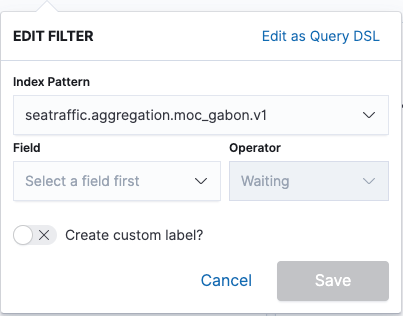 EDIT FILTER Edit as Query DSL
Index Pattern
seatraffic.aggregation.moc_gabon.v1
Field Operator
Select a field first Waiting
Create custom label?
Cancel Save